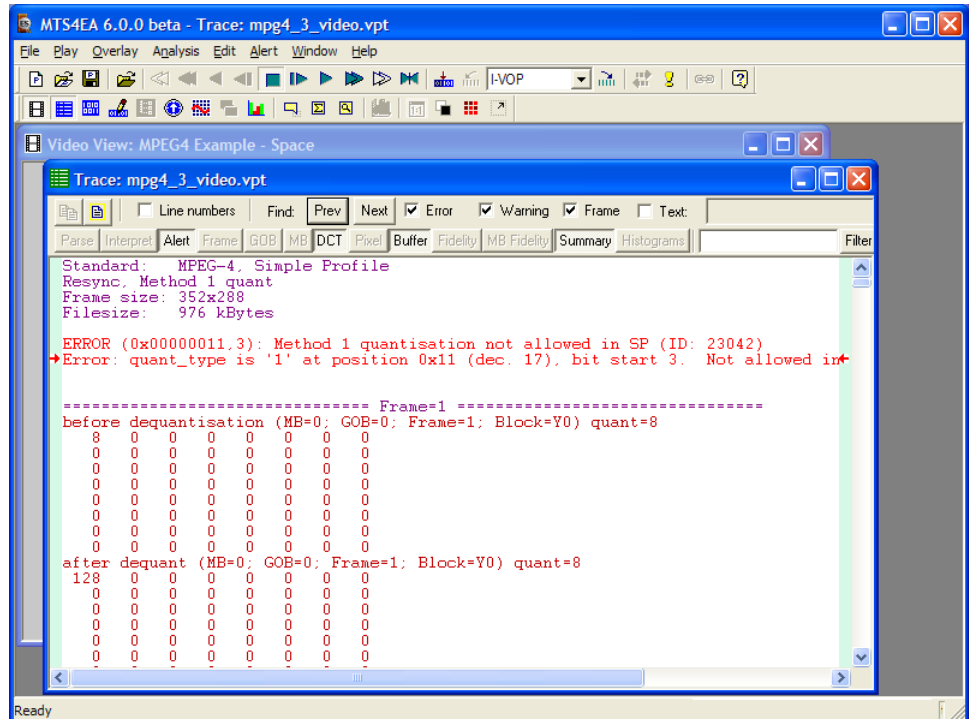 MTS4EA 6.0.0 beta - Trace: mpg4_3_video.vpt
File Play Overlay Analysis Edit Alert Window Help
I-VOP
Video View: MPEG4 Example - Space
Trace: mpg4_3_video.vpt
Line numbers Find: Prev Next Error Warning Frame Text:
Parse Interpret Alert Frame GOB MB DCT Pixel Buffer Fidelity MB Fidelity Summary Histograms Filter
Standard: MPEG-4, Simple Profile
Resync, Method 1 quant
Frame size: 352x288
Filesize: 976 kBytes
ERROR (0x00000011,3): Method 1 quantisation not allowed in SP (ID: 23042)
Error: quant_type is '1' at position 0x11 (dec. 17), bit start 3. Not allowed in
================================ Frame=1 ================================
before dequantisation (MB=0; GOB=0; Frame=1; Block=Y0) quant=8
8 0 0 0 0 0 0 0
0 0 0 0 0 0 0 0
0 0 0 0 0 0 0 0
0 0 0 0 0 0 0 0
0 0 0 0 0 0 0 0
0 0 0 0 0 0 0 0
0 0 0 0 0 0 0 0
0 0 0 0 0 0 0 0
after dequant (MB=0; GOB=0; Frame=1; Block=Y0) quant=8
128 0 0 0 0 0 0 0
0 0 0 0 0 0 0 0
0 0 0 0 0 0 0 0
0 0 0 0 0 0 0 0
0 0 0 0 0 0 0 0
0 0 0 0 0 0 0 0
Ready